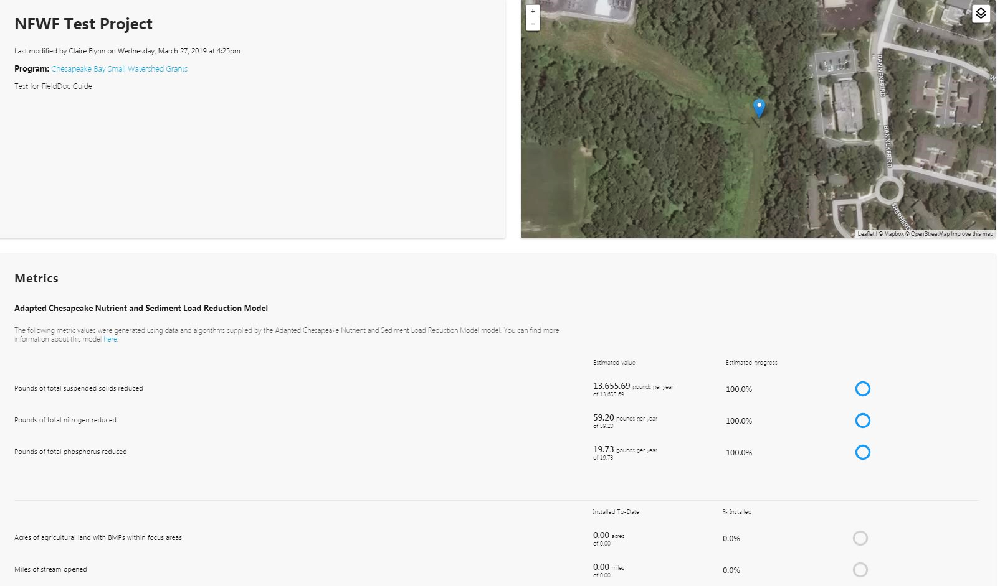 NFWF Test Project
Last modified by Claire Flynn on Wednesday, March 27, 2019 at 4:25pm
Program: Chesapeake Bay Small Watershed Grants
Test for FieldDoc Guide
+
−
BANNEKER RD
BANNEKER RD
SHEPHERD
W
Leaflet | © Mapbox © OpenStreetMap Improve this map
Metrics
Adapted Chesapeake Nutrient and Sediment Load Reduction Model
The following metric values were generated using data and algorithms supplied by the Adapted Chesapeake Nutrient and Sediment Load Reduction Model model. You can find more
information about this model here.
Estimated value Estimated progress
Pounds of total suspended solids reduced 13,655.69 pounds per year 100.0%
of 13,655.69
Pounds of total nitrogen reduced 59.20 pounds per year 100.0%
of 59.20
Pounds of total phosphorus reduced 19.73 pounds per year 100.0%
of 19.73
Installed To-Date % Installed
Acres of agricultural land with BMPs within focus areas 0.00 acres 0.0%
of 0.00
Miles of stream opened 0.00 miles 0.0%
of 0.00